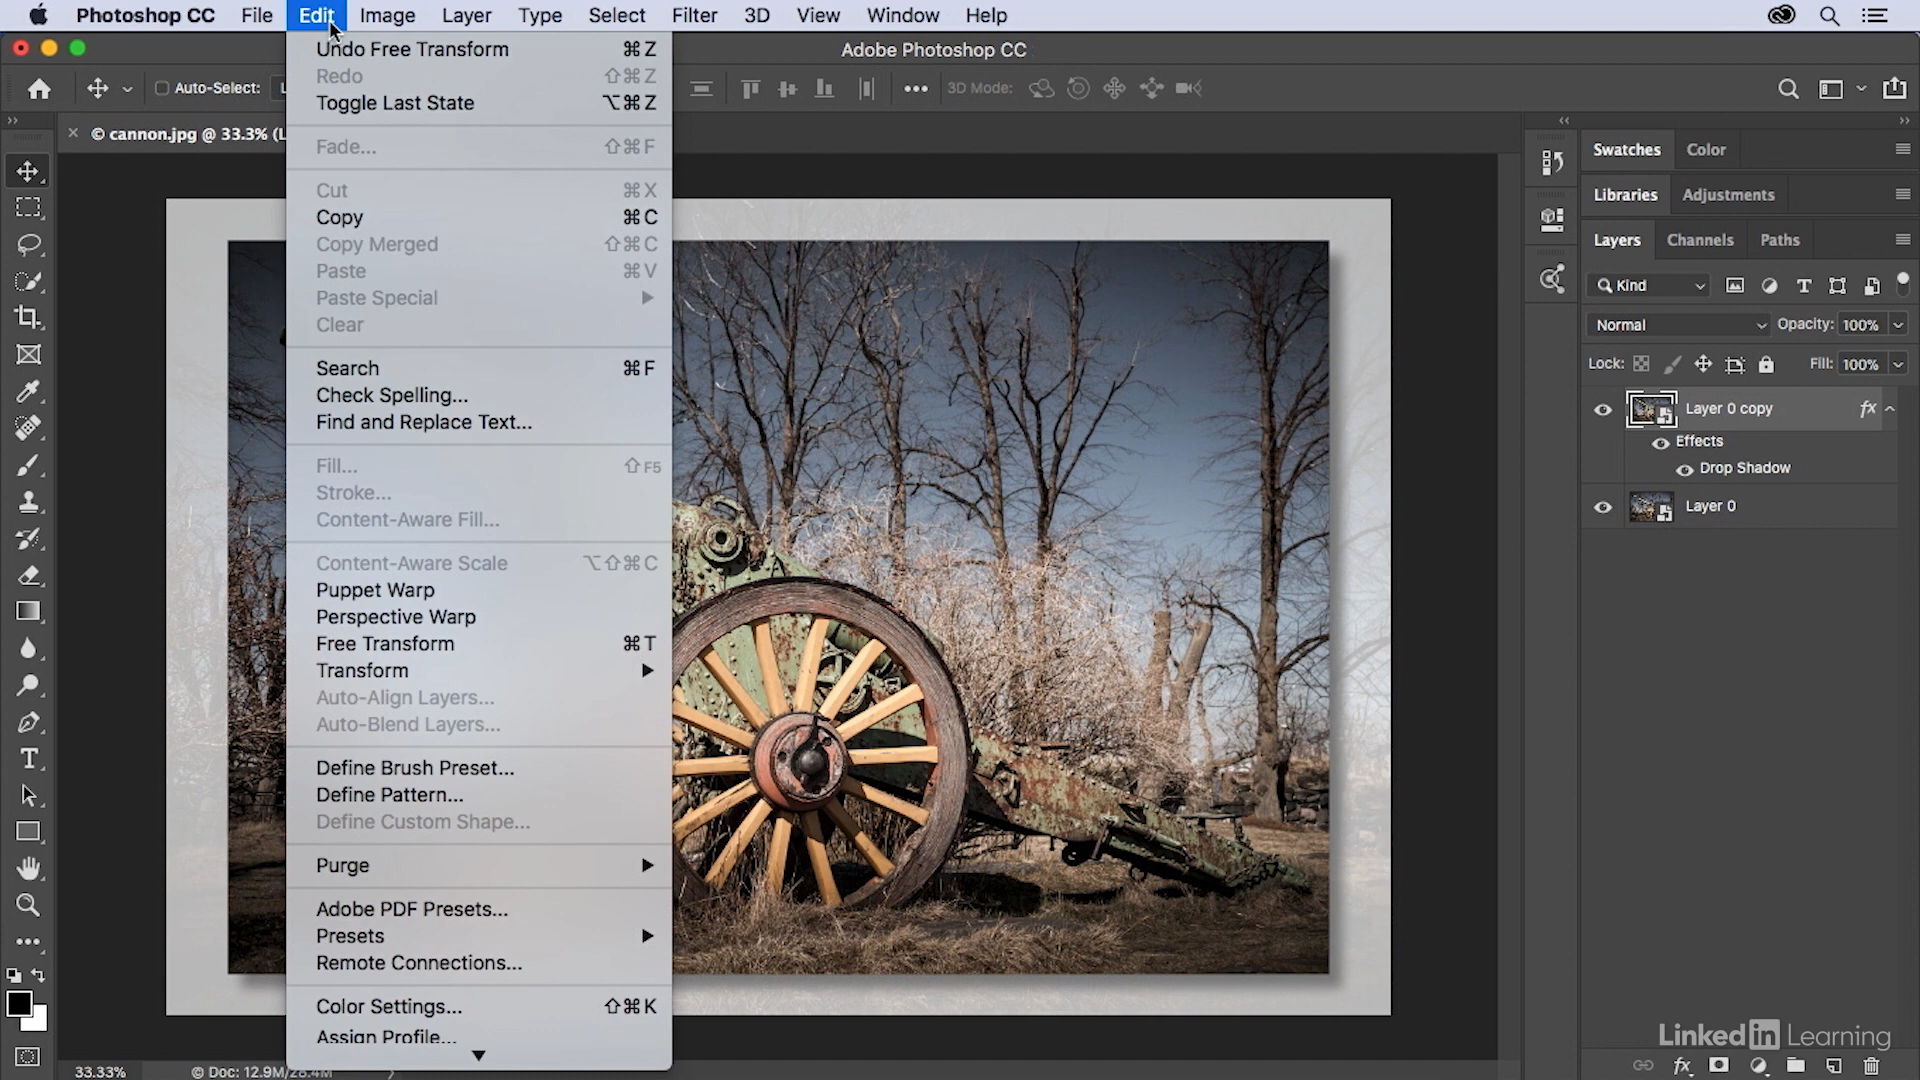 Photoshop CC File Edit Image Layer Type Select Filter 3D View Window Help
Adobe Photoshop CC
Auto-Select:
3D Mode:
© cannon.jpg @ 33.3% (L
Undo Free Transform ⌘Z
Redo ⇧⌘Z
Toggle Last State ⌥⌘Z
Fade... ⇧⌘F
Cut ⌘X
Copy ⌘C
Copy Merged ⇧⌘C
Paste ⌘V
Paste Special
Clear
Search ⌘F
Check Spelling...
Find and Replace Text...
Fill... ⇧F5
Stroke...
Content-Aware Fill...
Content-Aware Scale ⌥⇧⌘C
Puppet Warp
Perspective Warp
Free Transform ⌘T
Transform
Auto-Align Layers...
Auto-Blend Layers...
Define Brush Preset...
Define Pattern...
Define Custom Shape...
Purge
Adobe PDF Presets...
Presets
Remote Connections...
Color Settings... ⇧⌘K
Assign Profile...
33.33% © Doc: 12.9M/28.4M
Swatches Color
Libraries Adjustments
Layers Channels Paths
Kind
Normal Opacity: 100%
Lock: Fill: 100%
Layer 0 copy fx
Effects
Drop Shadow
Layer 0
LinkedIn Learning
fx